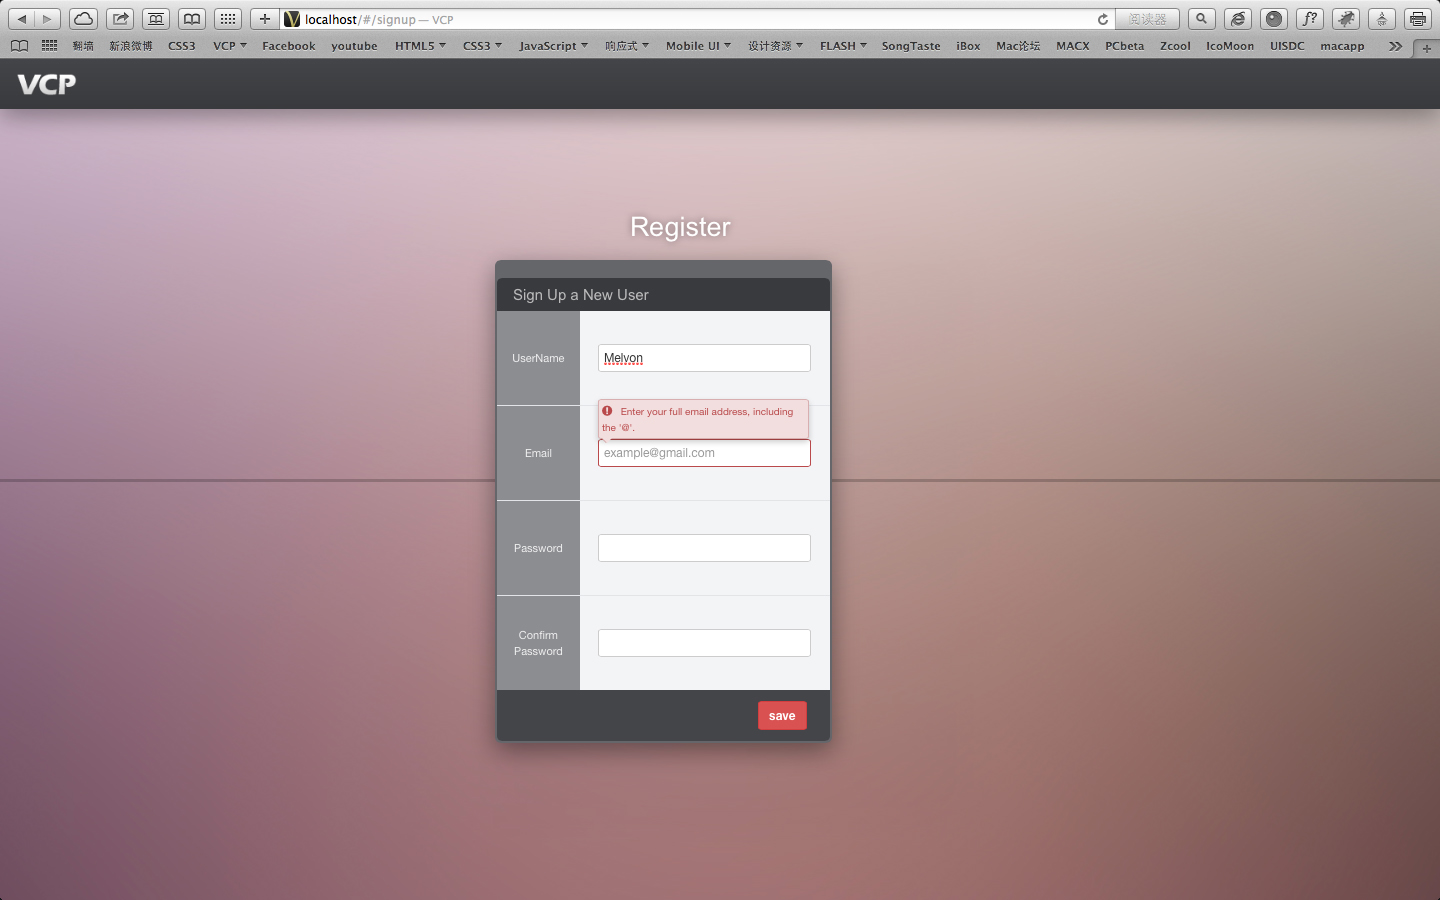 localhost/#/signup — VCP
阅读器
翻墙 新浪微博 CSS3 VCP Facebook youtube HTML5 CSS3 JavaScript 响应式 Mobile UI 设计资源 FLASH SongTaste iBox Mac论坛 MACX PCbeta Zcool IcoMoon UISDC macapp
VCP
Register
Sign Up a New User
UserName
Melvon
Enter your full email address, including
the '@'.
Email
example@gmail.com
Password
Confirm
Password
save